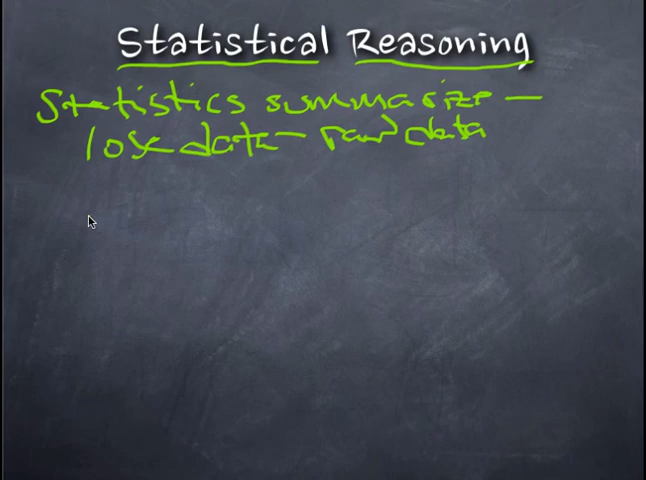 Statistical Reasoning
Statistics summarize —
lose data — raw data